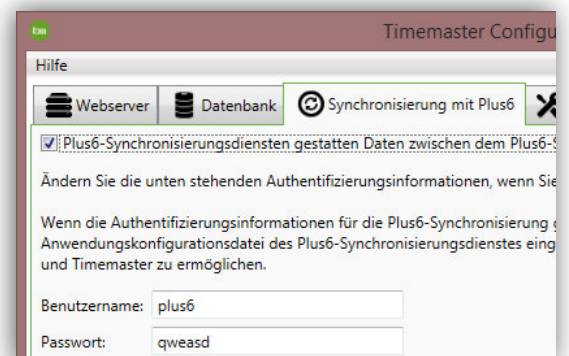 tm Timemaster Configu
Hilfe
Webserver Datenbank Synchronisierung mit Plus6
Plus6-Synchronisierungsdiensten gestatten Daten zwischen dem Plus6-S
Ändern Sie die unten stehenden Authentifizierungsinformationen, wenn Sie
Wenn die Authentifizierungsinformationen für die Plus6-Synchronisierung g
Anwendungskonfigurationsdatei des Plus6-Synchronisierungsdienstes eing
und Timemaster zu ermöglichen.
Benutzername: plus6
Passwort: qweasd